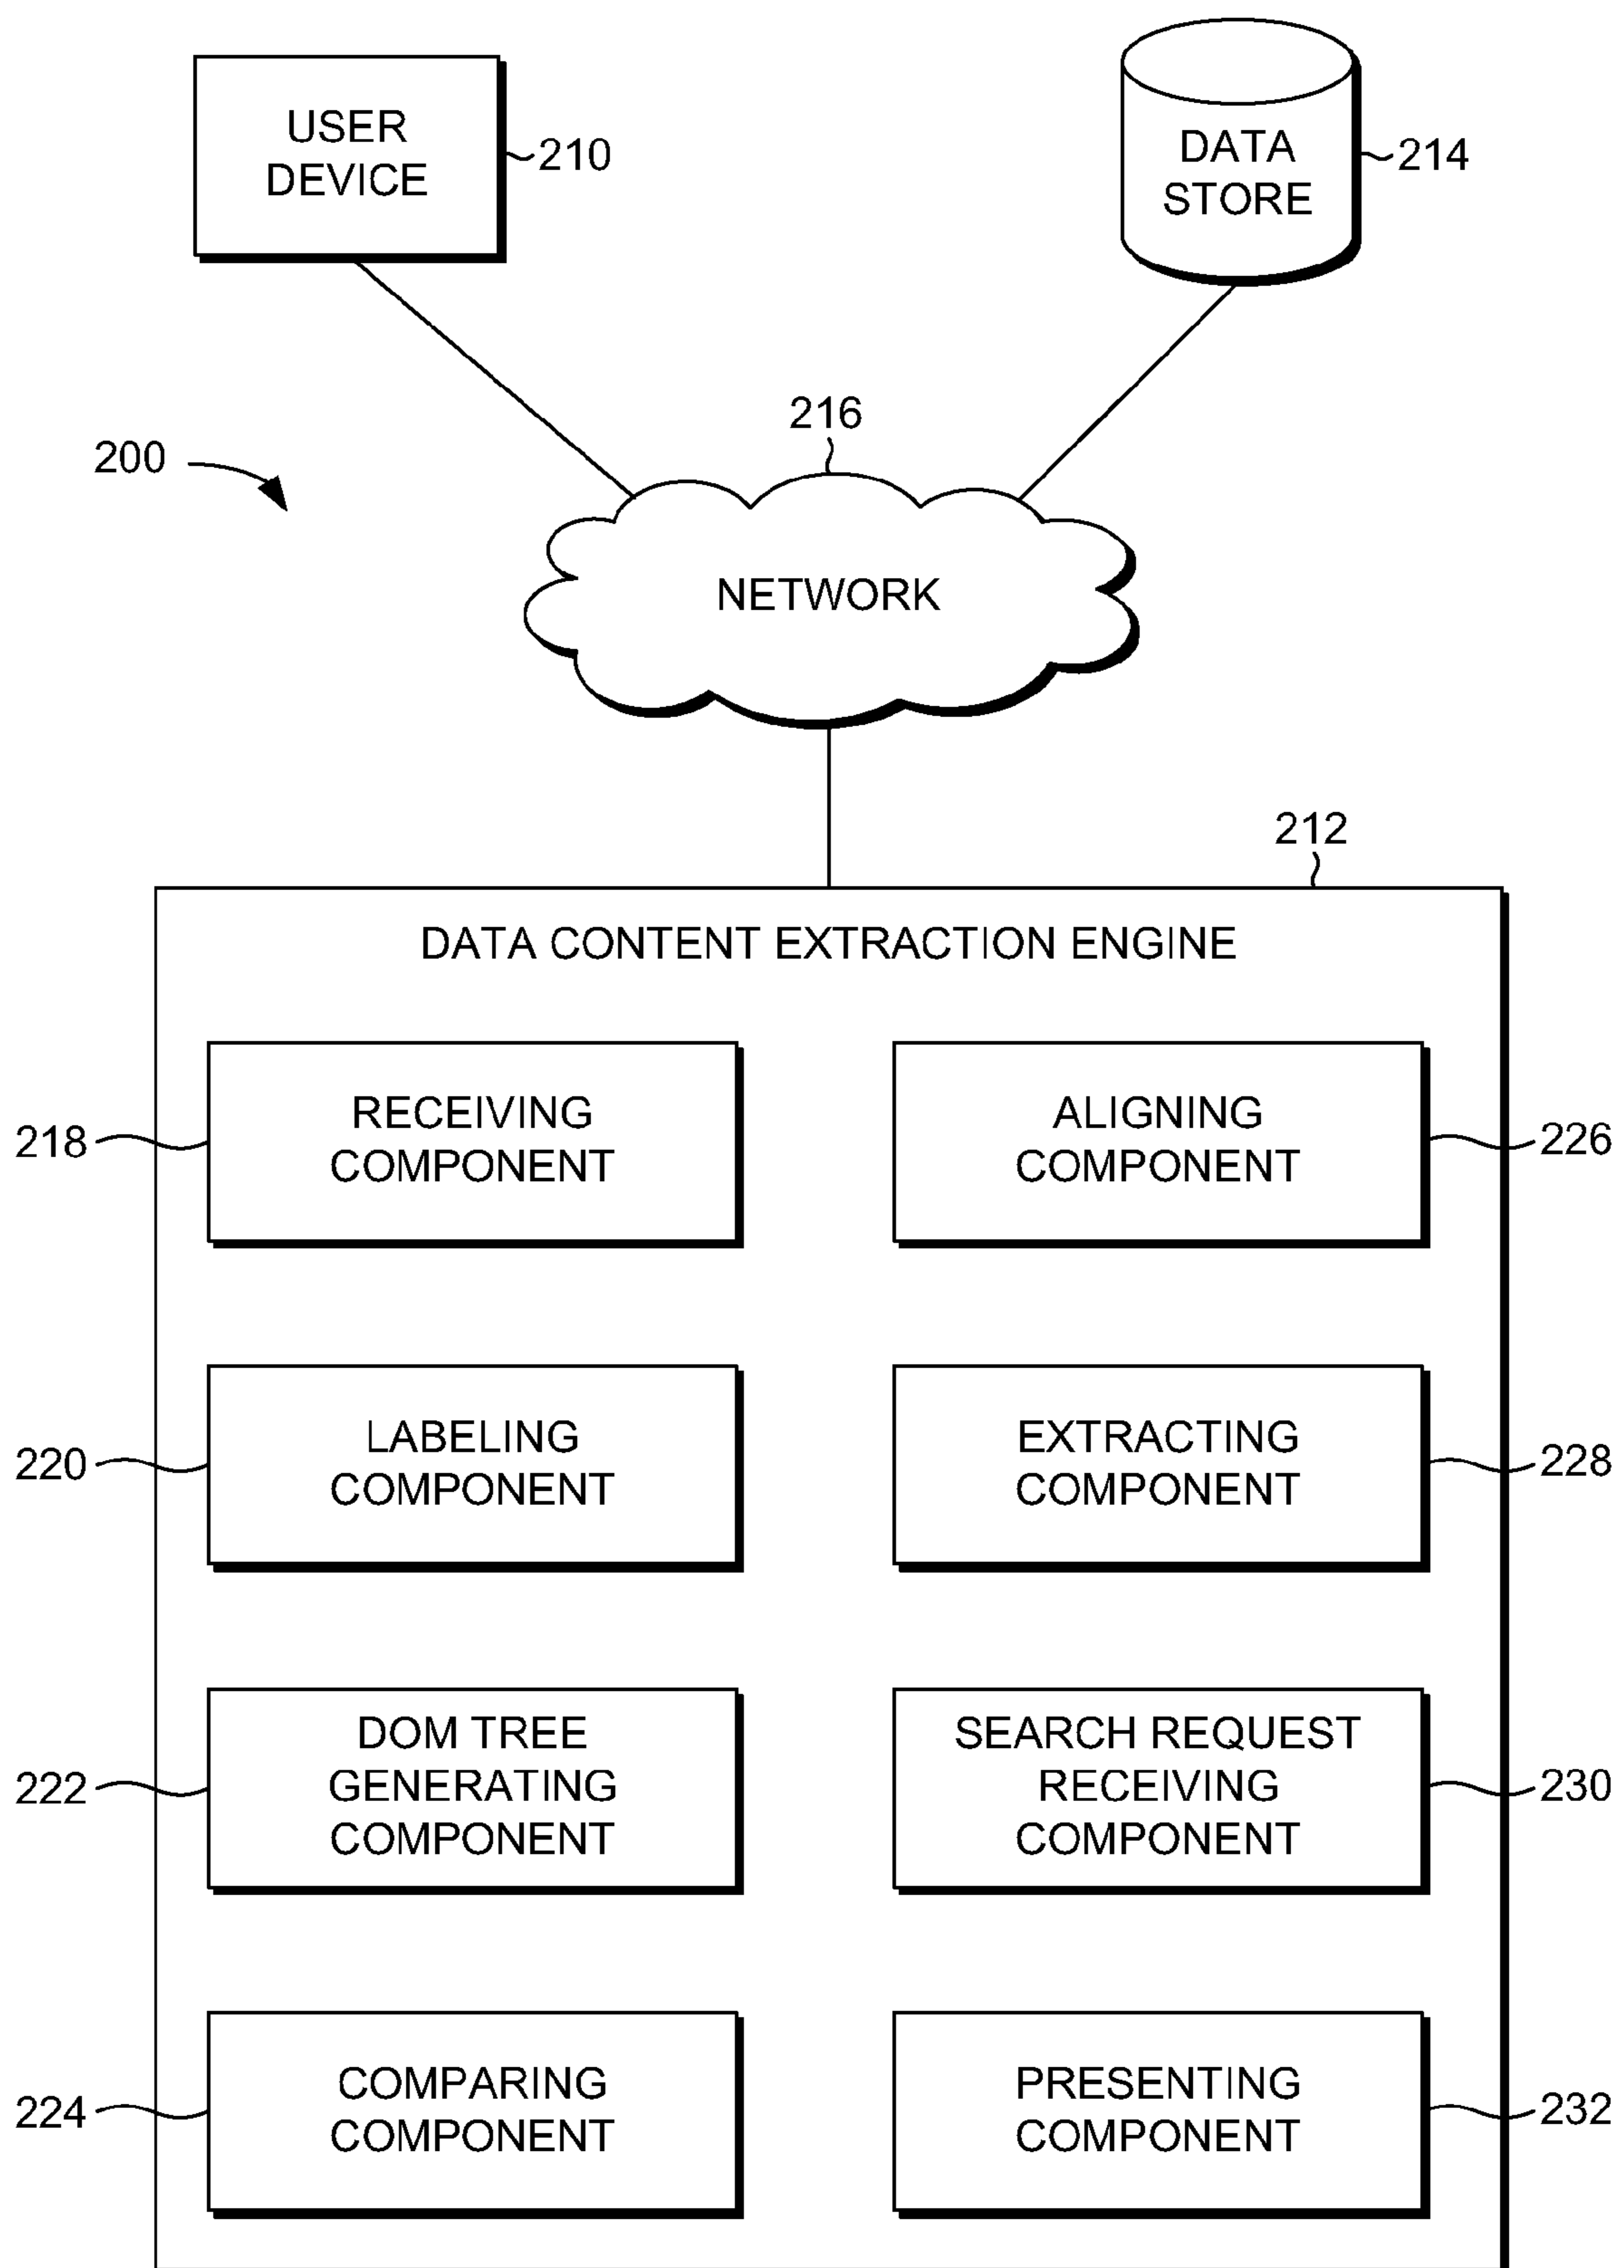 USER
DEVICE
210
DATA
STORE
214
216
200
NETWORK
212
DATA CONTENT EXTRACTION ENGINE
RECEIVING
COMPONENT
218
ALIGNING
COMPONENT
226
LABELING
COMPONENT
220
EXTRACTING
COMPONENT
228
DOM TREE
GENERATING
COMPONENT
222
SEARCH REQUEST
RECEIVING
COMPONENT
230
COMPARING
COMPONENT
224
PRESENTING
COMPONENT
232